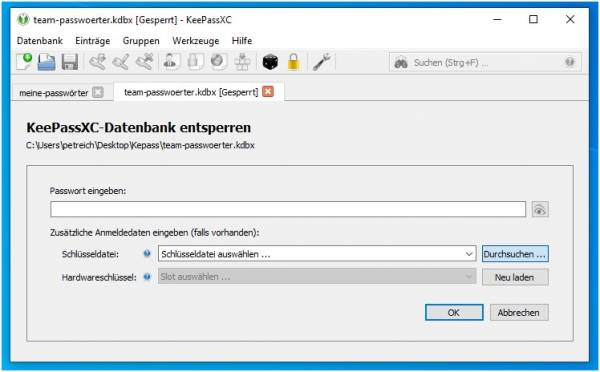 team-passwoerter.kdbx [Gesperrt] - KeePassXC
Datenbank Einträge Gruppen Werkzeuge Hilfe
Suchen (Strg+F) ...
meine-passwörter team-passwoerter.kdbx [Gesperrt]
KeePassXC-Datenbank entsperren
C:\Users\petreich\Desktop\Kepass\team-passwoerter.kdbx
Passwort eingeben:
Zusätzliche Anmeldedaten eingeben (falls vorhanden):
Schlüsseldatei: Schlüsseldatei auswählen ... Durchsuchen ...
Hardwareschlüssel: Slot auswählen ... Neu laden
OK Abbrechen